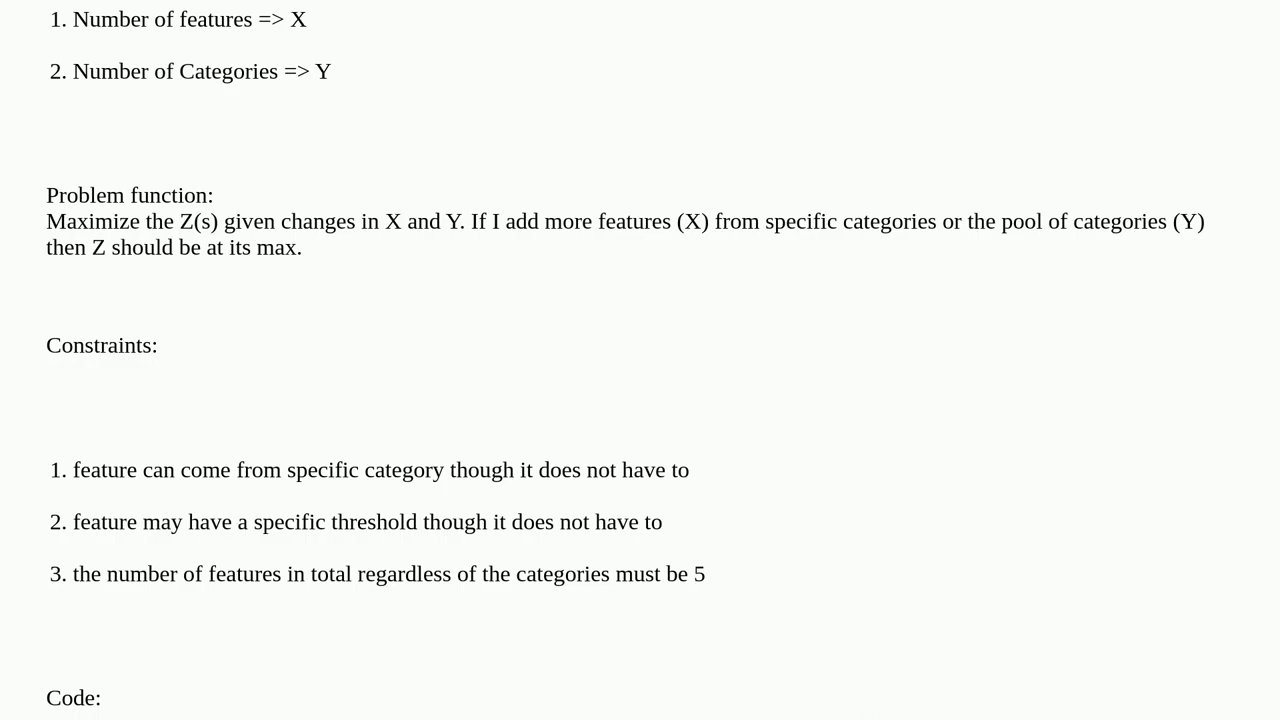 1. Number of features => X
2. Number of Categories => Y
Problem function:
Maximize the Z(s) given changes in X and Y. If I add more features (X) from specific categories or the pool of categories (Y)
then Z should be at its max.
Constraints:
1. feature can come from specific category though it does not have to
2. feature may have a specific threshold though it does not have to
3. the number of features in total regardless of the categories must be 5
Code: